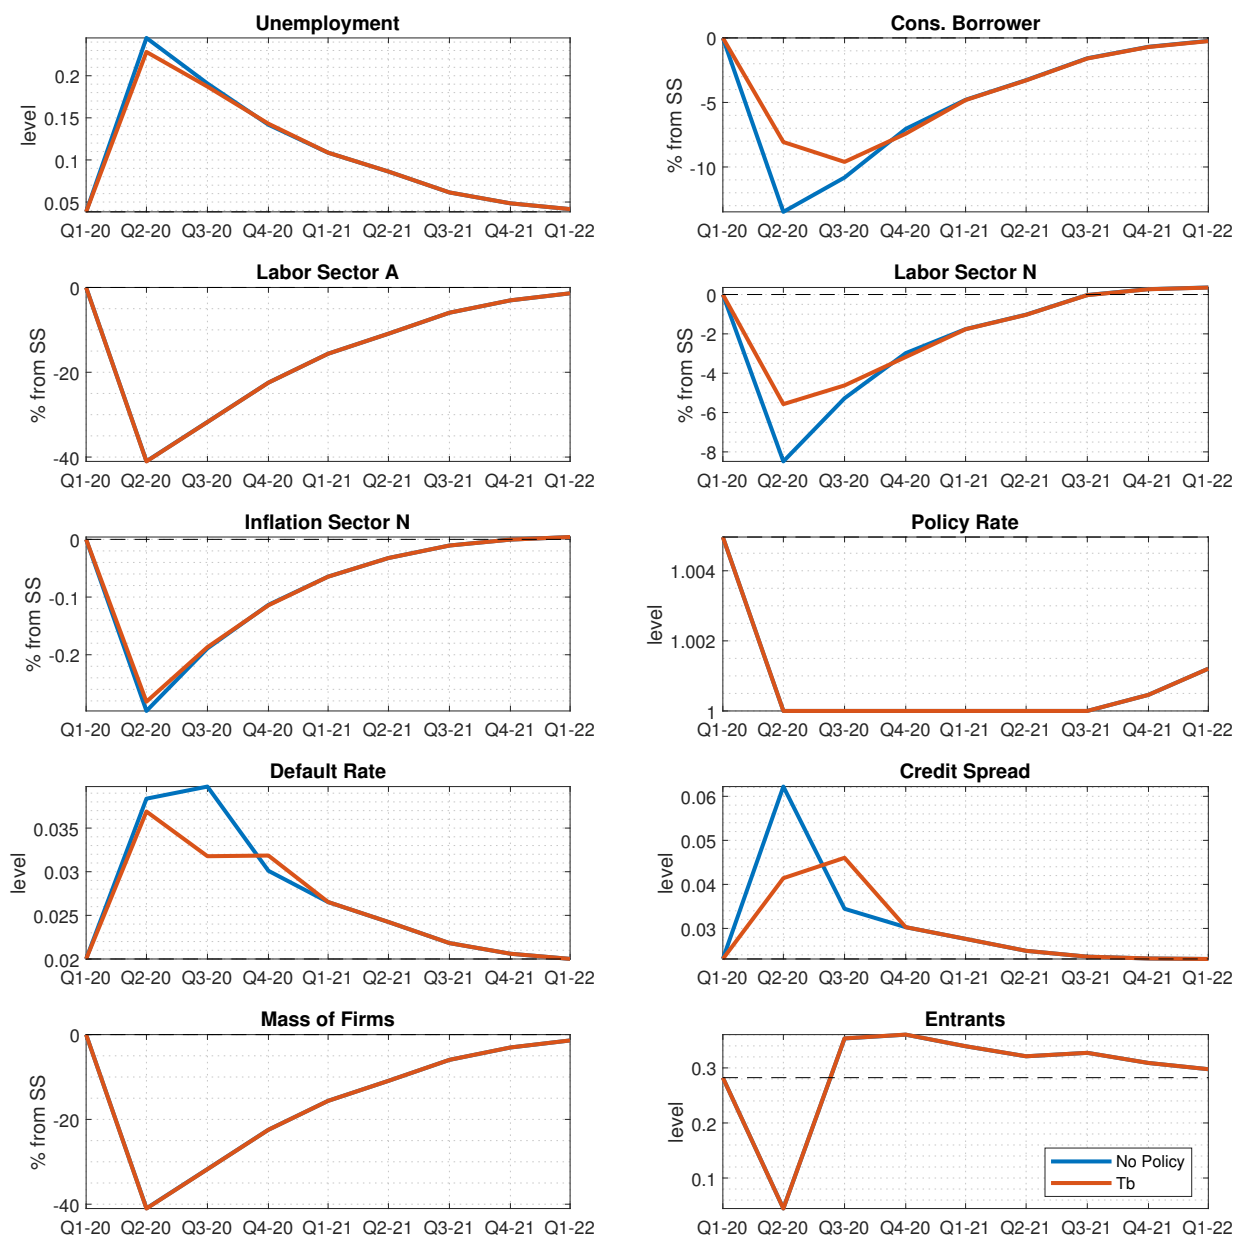 Unemployment
level
0.2
0.15
0.1
0.05
Q1-20 Q2-20 Q3-20 Q4-20 Q1-21 Q2-21 Q3-21 Q4-21 Q1-22
Cons. Borrower
% from SS
0
-5
-10
Q1-20 Q2-20 Q3-20 Q4-20 Q1-21 Q2-21 Q3-21 Q4-21 Q1-22
Labor Sector A
% from SS
0
-20
-40
Q1-20 Q2-20 Q3-20 Q4-20 Q1-21 Q2-21 Q3-21 Q4-21 Q1-22
Labor Sector N
% from SS
0
-2
-4
-6
-8
Q1-20 Q2-20 Q3-20 Q4-20 Q1-21 Q2-21 Q3-21 Q4-21 Q1-22
Inflation Sector N
% from SS
0
-0.1
-0.2
Q1-20 Q2-20 Q3-20 Q4-20 Q1-21 Q2-21 Q3-21 Q4-21 Q1-22
Policy Rate
level
1.004
1.002
1
Q1-20 Q2-20 Q3-20 Q4-20 Q1-21 Q2-21 Q3-21 Q4-21 Q1-22
Default Rate
level
0.035
0.03
0.025
0.02
Q1-20 Q2-20 Q3-20 Q4-20 Q1-21 Q2-21 Q3-21 Q4-21 Q1-22
Credit Spread
level
0.06
0.05
0.04
0.03
Q1-20 Q2-20 Q3-20 Q4-20 Q1-21 Q2-21 Q3-21 Q4-21 Q1-22
Mass of Firms
% from SS
0
-20
-40
Q1-20 Q2-20 Q3-20 Q4-20 Q1-21 Q2-21 Q3-21 Q4-21 Q1-22
Entrants
level
0.3
0.2
0.1
No Policy
Tb
Q1-20 Q2-20 Q3-20 Q4-20 Q1-21 Q2-21 Q3-21 Q4-21 Q1-22